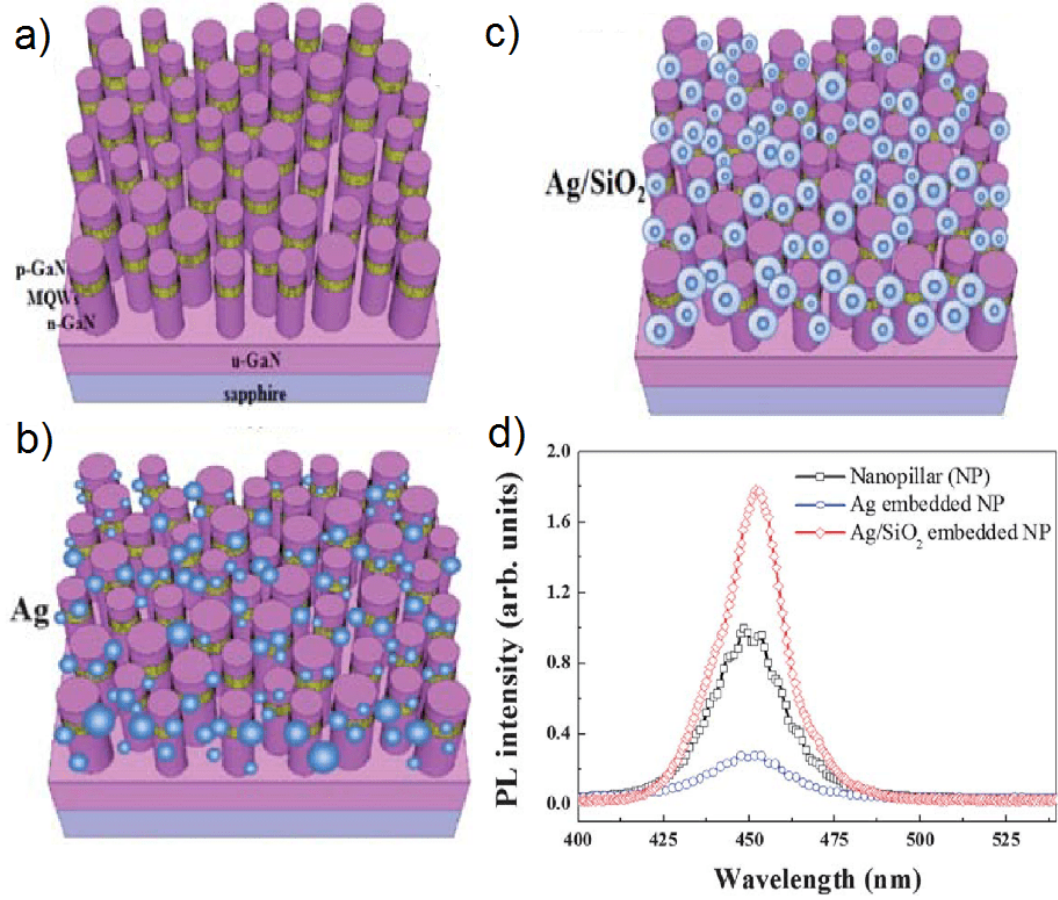 a)
p-GaN
MQWs
n-GaN
u-GaN
sapphire
b)
Ag
c)
Ag/SiO₂
d)
Nanopillar (NP)
Ag embedded NP
Ag/SiO₂ embedded NP
PL intensity (arb. units)
2.0
1.6
1.2
0.8
0.4
0.0
400 425 450 475 500 525
Wavelength (nm)